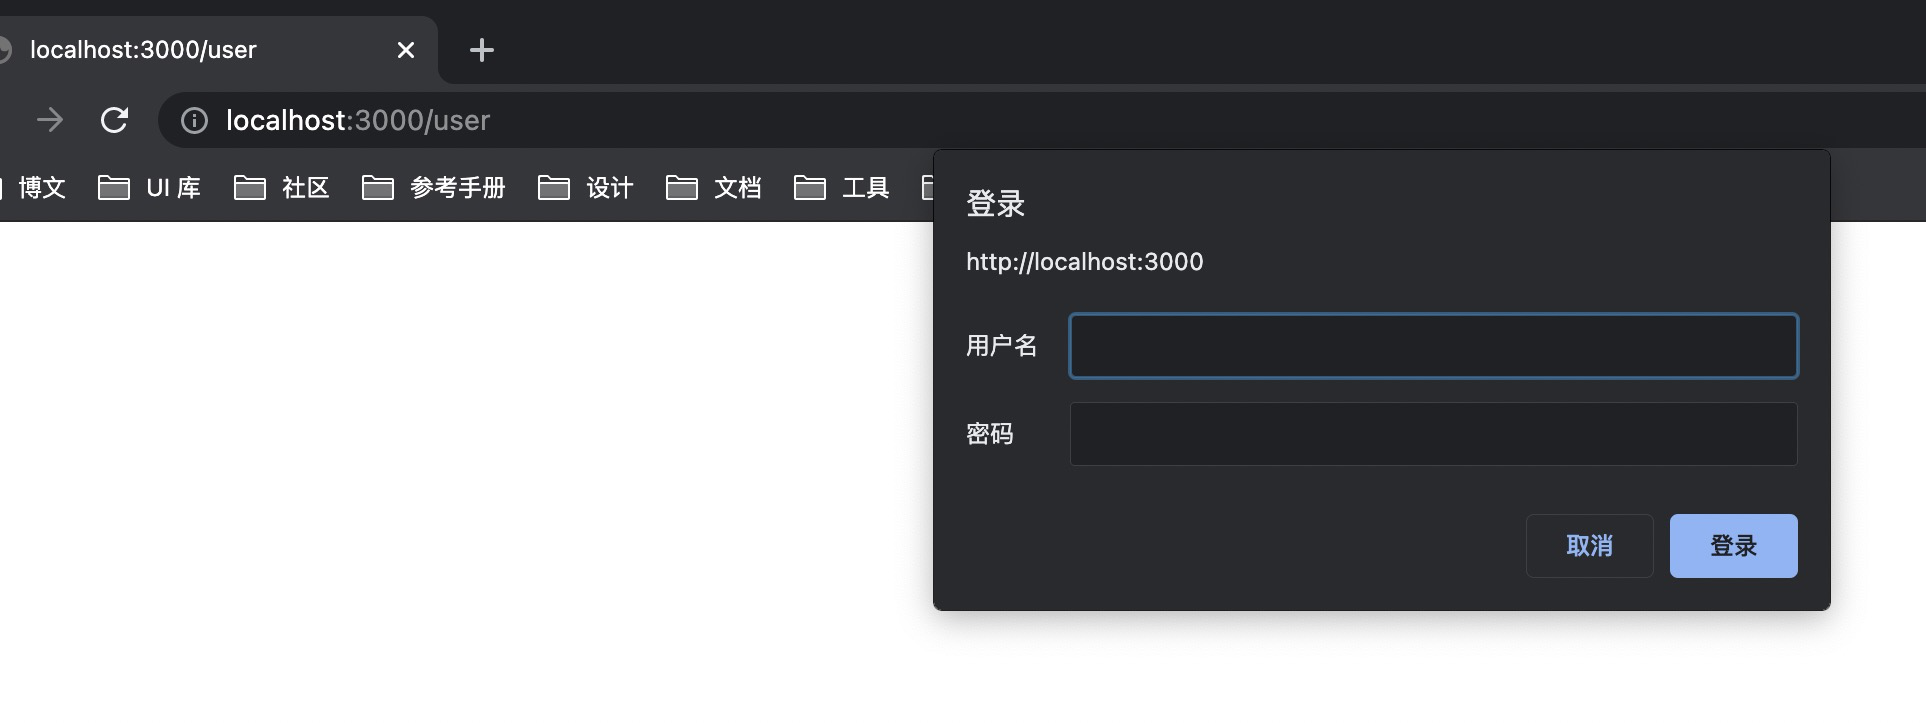 localhost:3000/user
localhost:3000/user
博文 UI 库 社区 参考手册 设计 文档 工具
登录
http://localhost:3000
用户名
密码
取消 登录